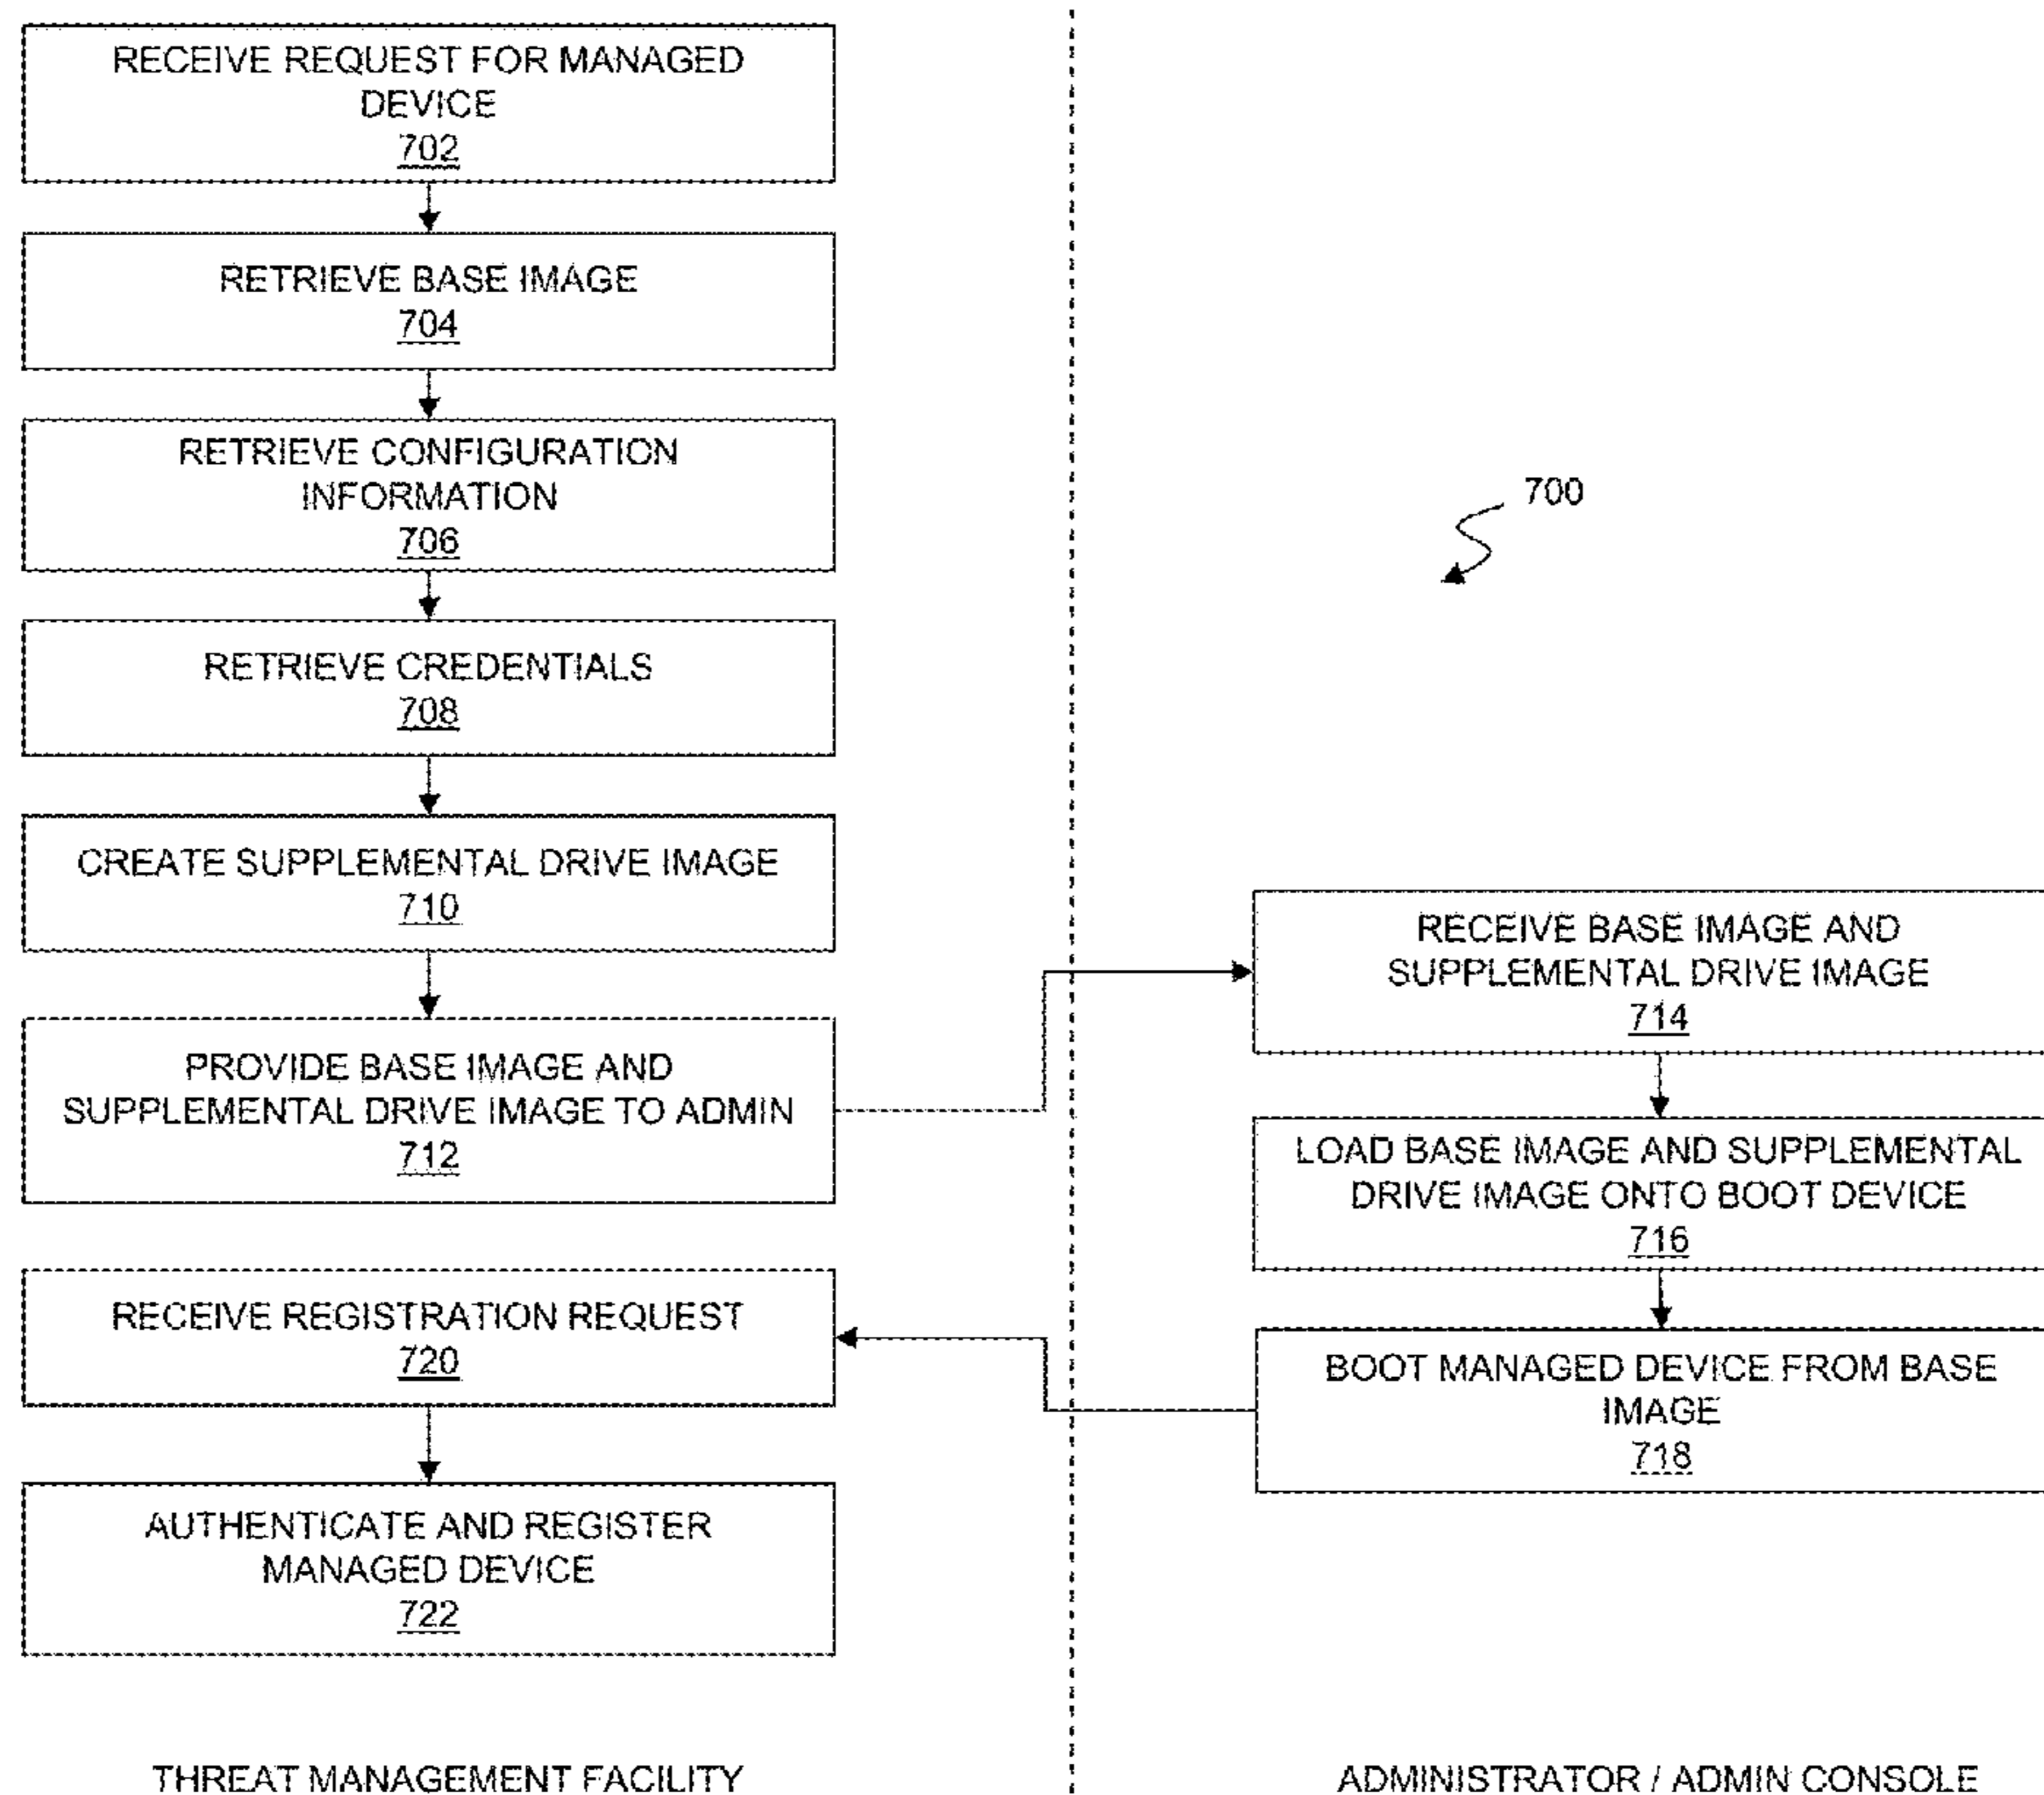 RECEIVE REQUEST FOR MANAGED
DEVICE
702
RETRIEVE BASE IMAGE
704
RETRIEVE CONFIGURATION
INFORMATION
706
RETRIEVE CREDENTIALS
708
CREATE SUPPLEMENTAL DRIVE IMAGE
710
PROVIDE BASE IMAGE AND
SUPPLEMENTAL DRIVE IMAGE TO ADMIN
712
RECEIVE REGISTRATION REQUEST
720
AUTHENTICATE AND REGISTER
MANAGED DEVICE
722
THREAT MANAGEMENT FACILITY
700
RECEIVE BASE IMAGE AND
SUPPLEMENTAL DRIVE IMAGE
714
LOAD BASE IMAGE AND SUPPLEMENTAL
DRIVE IMAGE ONTO BOOT DEVICE
716
BOOT MANAGED DEVICE FROM BASE
IMAGE
718
ADMINISTRATOR / ADMIN CONSOLE